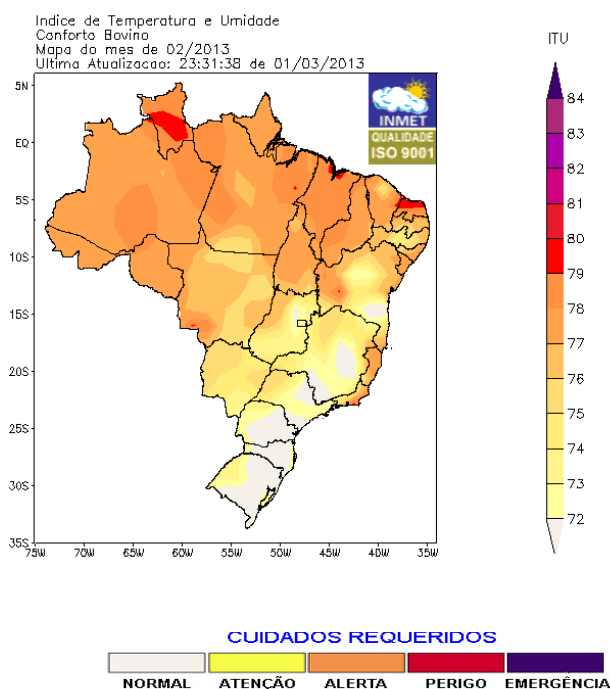 Indice de Temperatura e Umidade
Conforto Bovino
Mapa do mes de 02/2013
Ultima Atualizacao: 23:31:38 de 01/03/2013
ITU
INMET
QUALIDADE
ISO 9001
5N
EQ
5S
10S
15S
20S
25S
30S
35S
75W 70W 65W 60W 55W 50W 45W 40W 35W
84
83
82
81
80
79
78
77
76
75
74
73
72
CUIDADOS REQUERIDOS
NORMAL ATENÇÃO ALERTA PERIGO EMERGÊNCIA